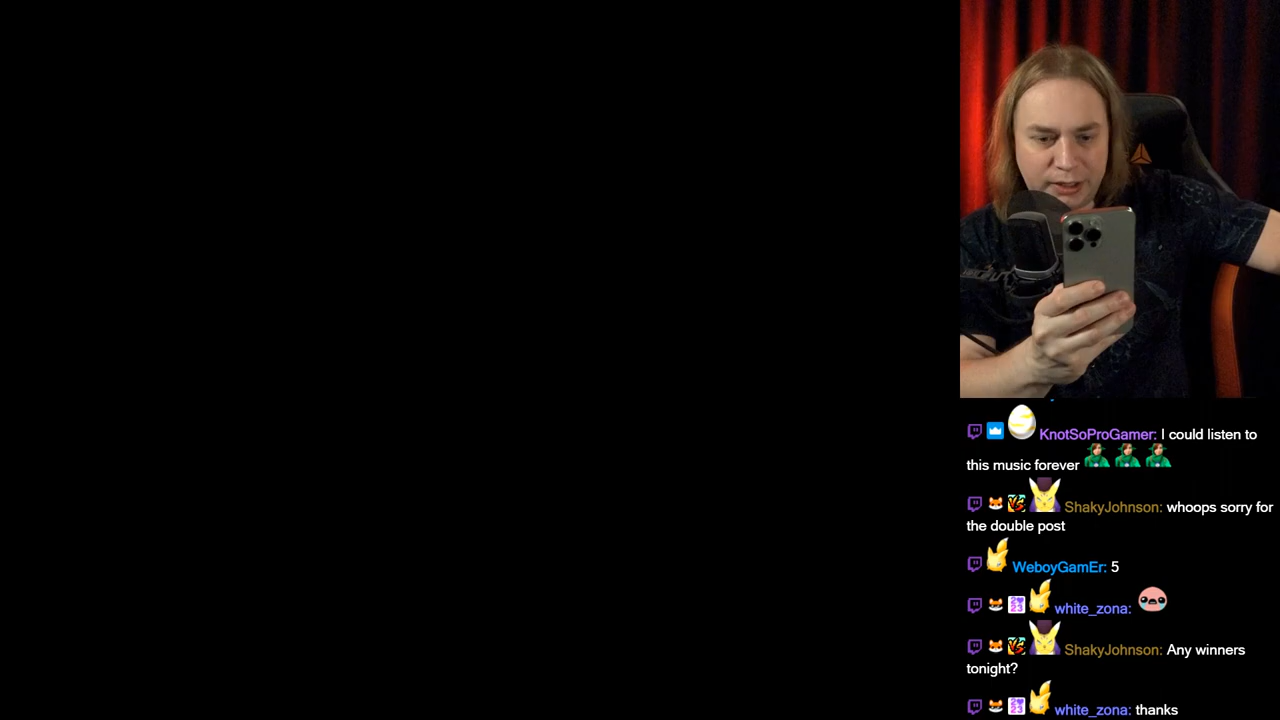 KnotSoProGamer: I could listen to
this music forever
ShakyJohnson: whoops sorry for
the double post
WeboyGamEr: 5
white_zona:
ShakyJohnson: Any winners
tonight?
white_zona: thanks